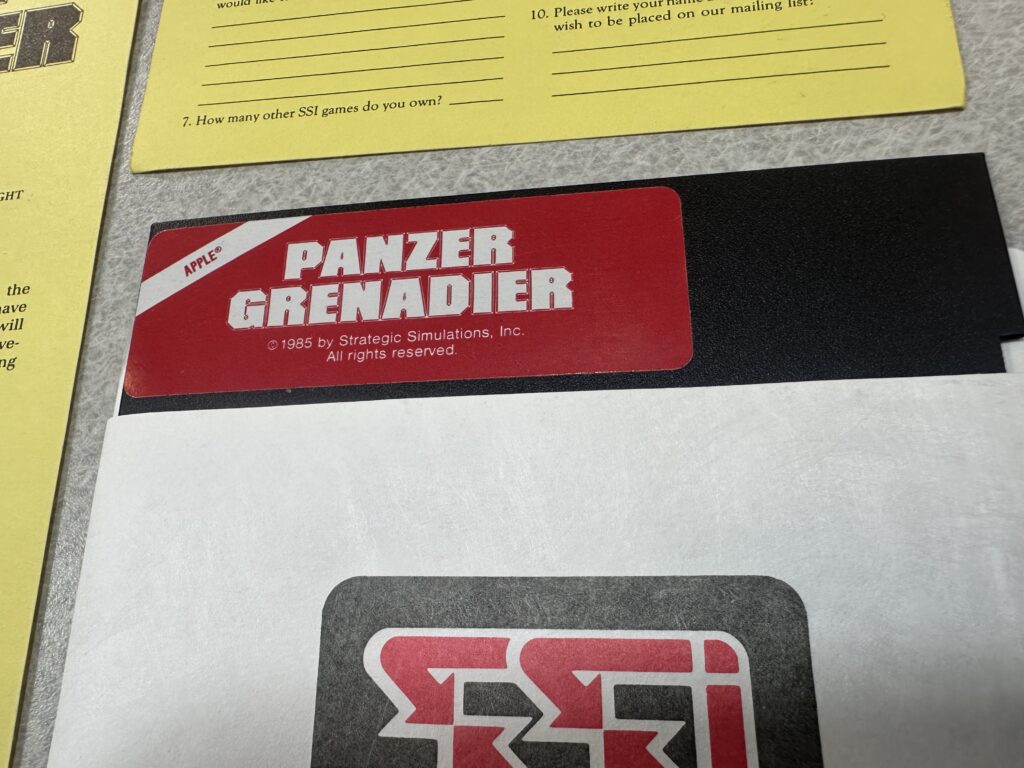 ER
GHT
the
have
will
ve-
ng
would like
7. How many other SSI games do you own?
10. Please write your name
wish to be placed on our mailing list?
APPLE®
PANZER
GRENADIER
©1985 by Strategic Simulations, Inc.
All rights reserved.
SSI